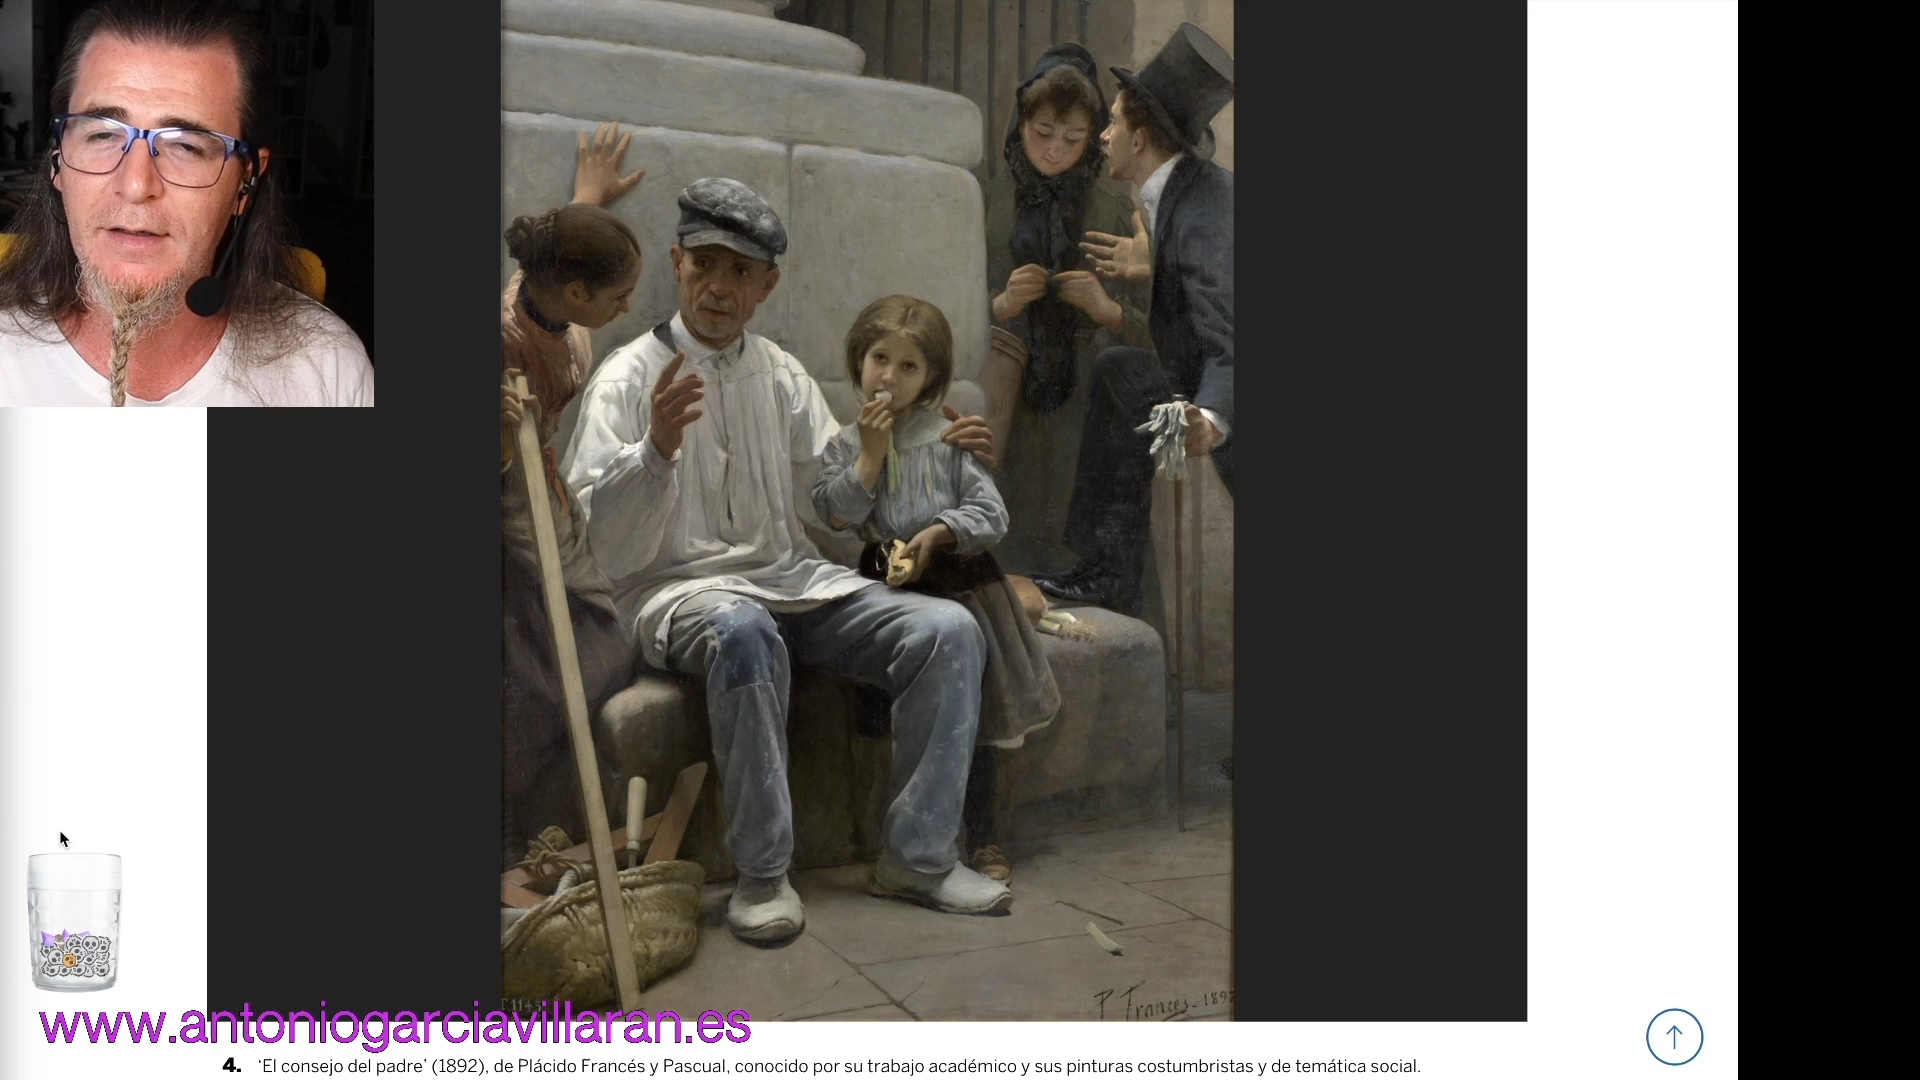 P. Frances - 1892
www.antoniogarciavillaran.es
4. 'El consejo del padre' (1892), de Plácido Francés y Pascual, conocido por su trabajo académico y sus pinturas costumbristas y de temática social.